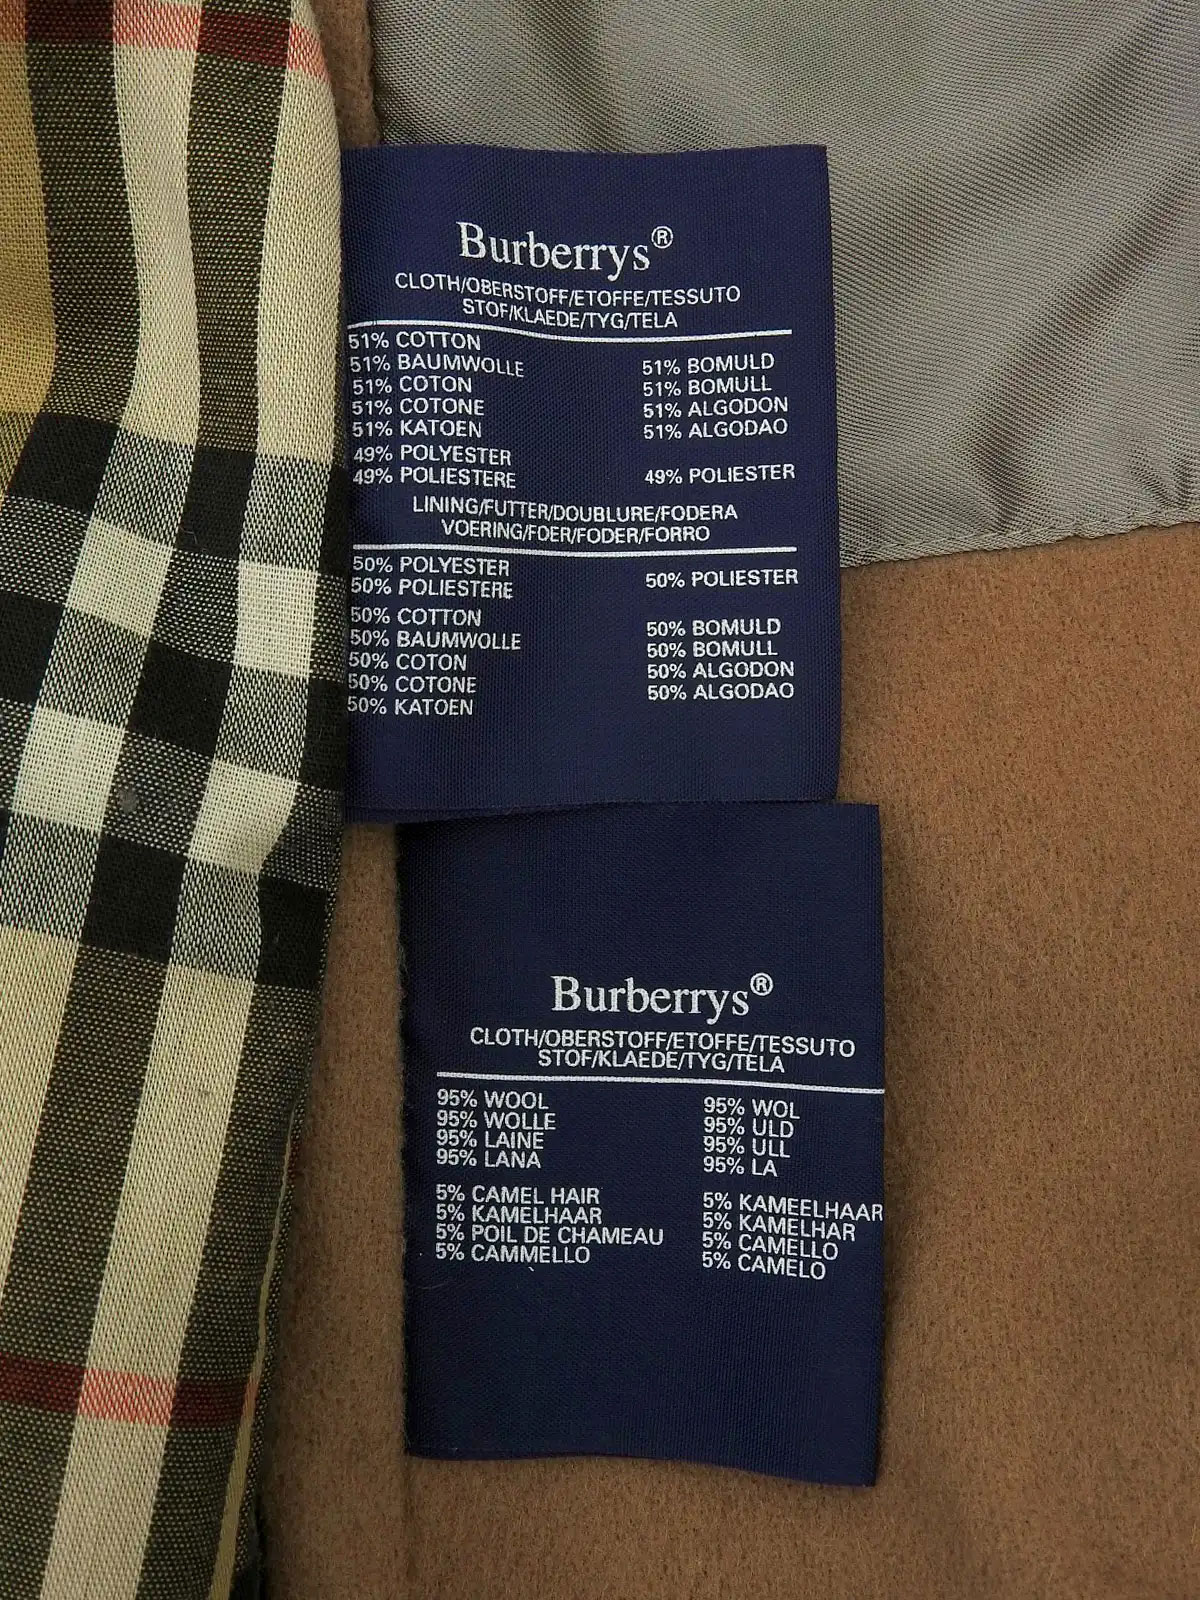 Burberrys®
CLOTH/OBERSTOFF/ETOFFE/TESSUTO
STOF/KLAEDE/TYG/TELA
51% COTTON
51% BAUMWOLLE 51% BOMULD
51% COTON 51% BOMULL
51% COTONE 51% ALGODON
51% KATOEN 51% ALGODAO
49% POLYESTER
49% POLIESTERE 49% POLIESTER
LINING/FUTTER/DOUBLURE/FODERA
VOERING/FOER/FODER/FORRO
50% POLYESTER
50% POLIESTERE 50% POLIESTER
50% COTTON
50% BAUMWOLLE 50% BOMULD
50% COTON 50% BOMULL
50% COTONE 50% ALGODON
50% KATOEN 50% ALGODAO
Burberrys®
CLOTH/OBERSTOFF/ETOFFE/TESSUTO
STOF/KLAEDE/TYG/TELA
95% WOOL 95% WOL
95% WOLLE 95% ULD
95% LAINE 95% ULL
95% LANA 95% LA
5% CAMEL HAIR 5% KAMEELHAAR
5% KAMELHAAR 5% KAMELHAR
5% POIL DE CHAMEAU 5% CAMELLO
5% CAMMELLO 5% CAMELO